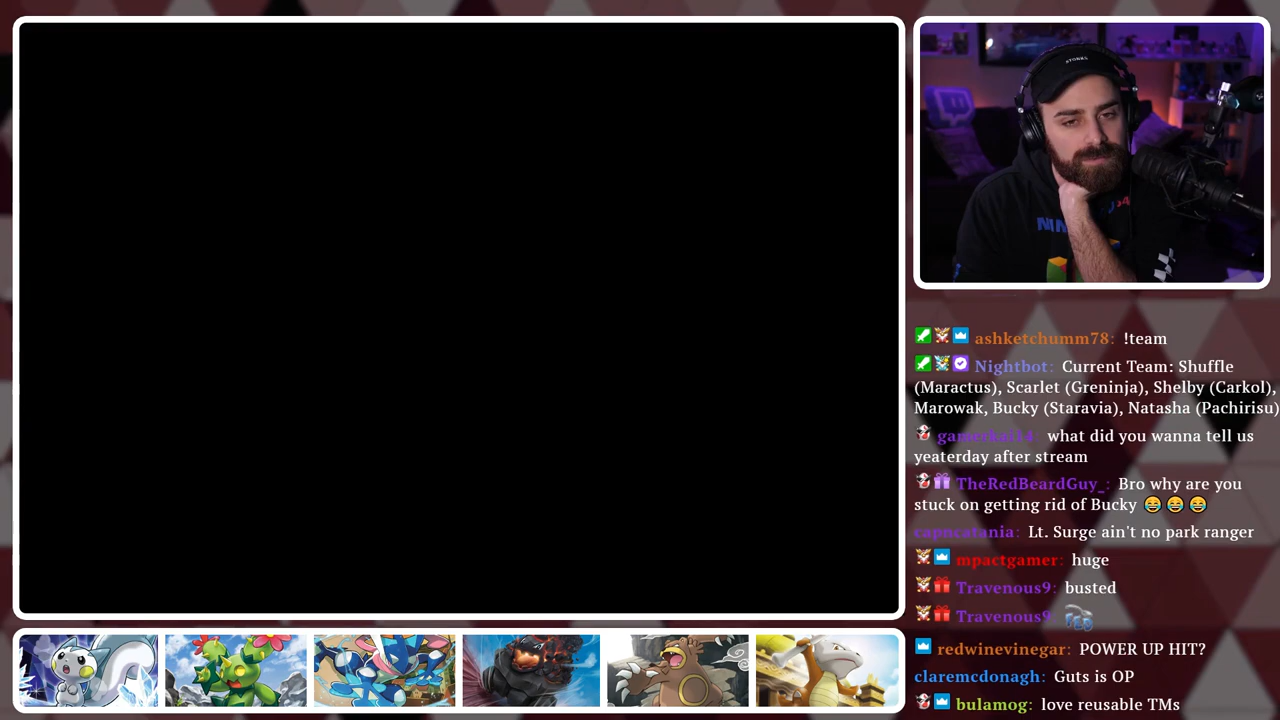 STONKS
ashketchumm78: !team
Nightbot: Current Team: Shuffle
(Maractus), Scarlet (Greninja), Shelby (Carkol),
Marowak, Bucky (Staravia), Natasha (Pachirisu)
gamerkai14: what did you wanna tell us
yeaterday after stream
TheRedBeardGuy_: Bro why are you
stuck on getting rid of Bucky 😂 😂 😂
capncatania: Lt. Surge ain't no park ranger
mpactgamer: huge
Travenous9: busted
Travenous9:
redwinevinegar: POWER UP HIT?
claremcdonagh: Guts is OP
bulamog: love reusable TMs